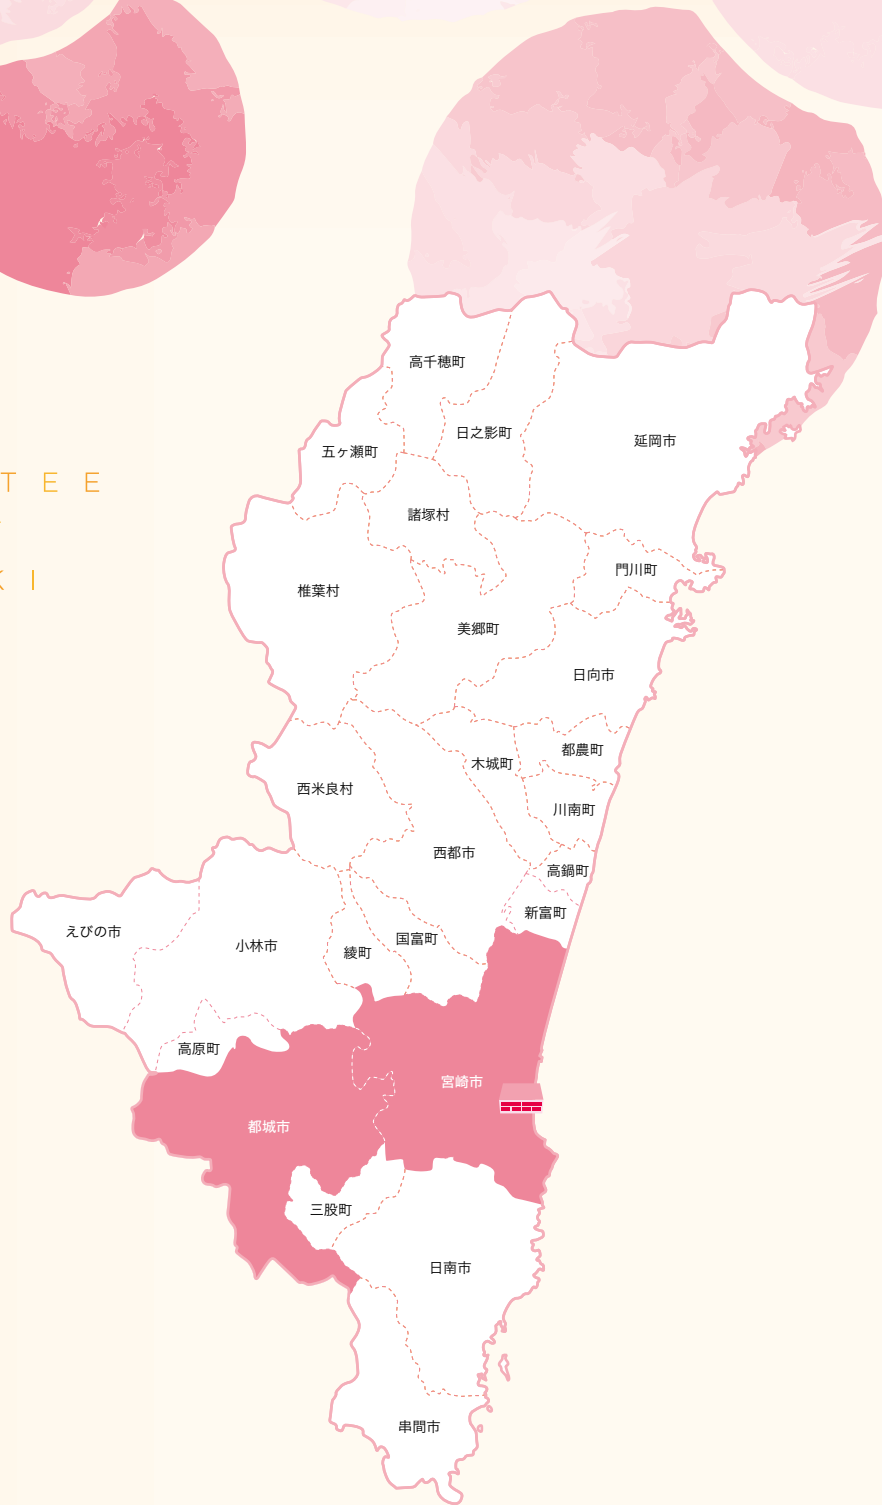 高千穂町
日之影町
延岡市
五ヶ瀬町
T E E
諸塚村
門川町
K I
椎葉村
美郷町
日向市
都農町
木城町
西米良村
川南町
西都市
高鍋町
新富町
えびの市
国富町
小林市
綾町
高原町
宮崎市
都城市
三股町
日南市
串間市